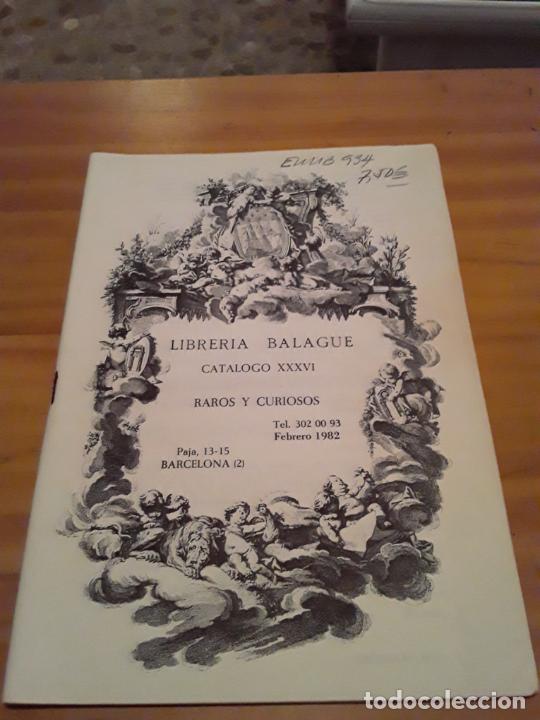 EUUB 934
7,50
LIBRERIA BALAGUE
CATALOGO XXXVI
RAROS Y CURIOSOS
Tel. 302 00 93
Febrero 1982
Paja, 13-15
BARCELONA (2)
todocoleccion.net